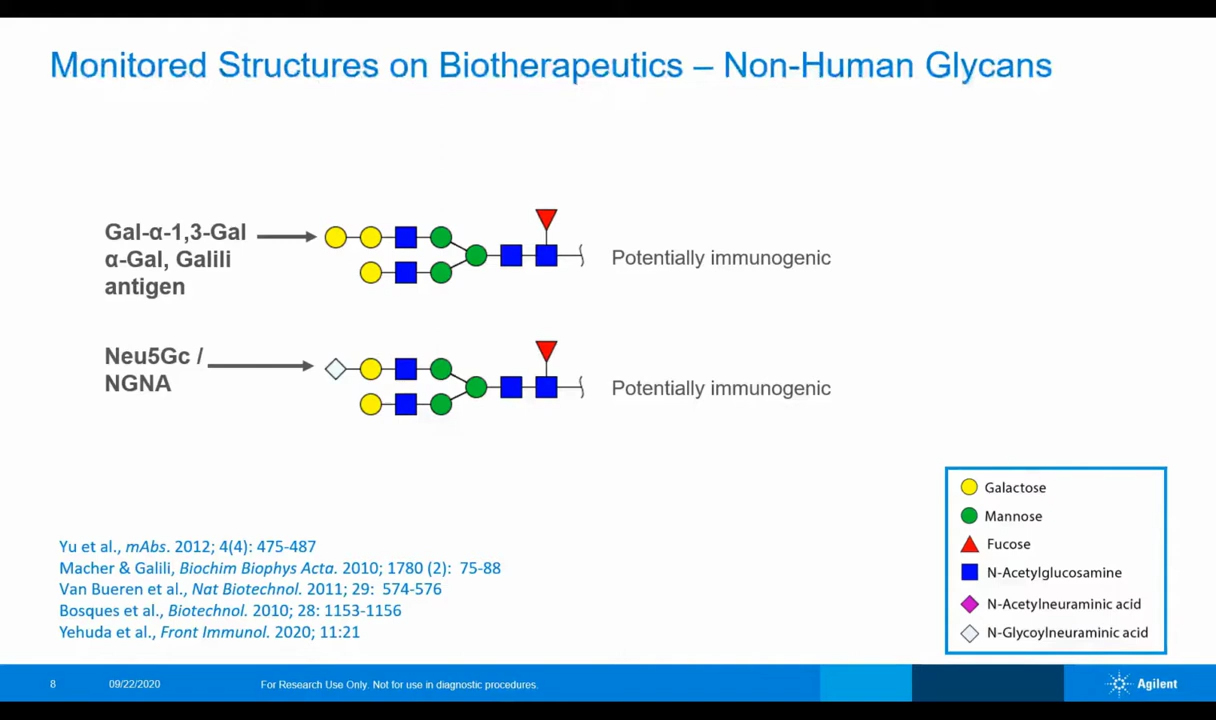 Monitored Structures on Biotherapeutics – Non-Human Glycans
Gal-α-1,3-Gal
α-Gal, Galili
antigen
Potentially immunogenic
Neu5Gc /
NGNA
Potentially immunogenic
Galactose
Mannose
Fucose
N-Acetylglucosamine
N-Acetylneuraminic acid
N-Glycoylneuraminic acid
Yu et al., mAbs. 2012; 4(4): 475-487
Macher & Galili, Biochim Biophys Acta. 2010; 1780 (2): 75-88
Van Bueren et al., Nat Biotechnol. 2011; 29: 574-576
Bosques et al., Biotechnol. 2010; 28: 1153-1156
Yehuda et al., Front Immunol. 2020; 11:21
8
09/22/2020
For Research Use Only. Not for use in diagnostic procedures.
Agilent